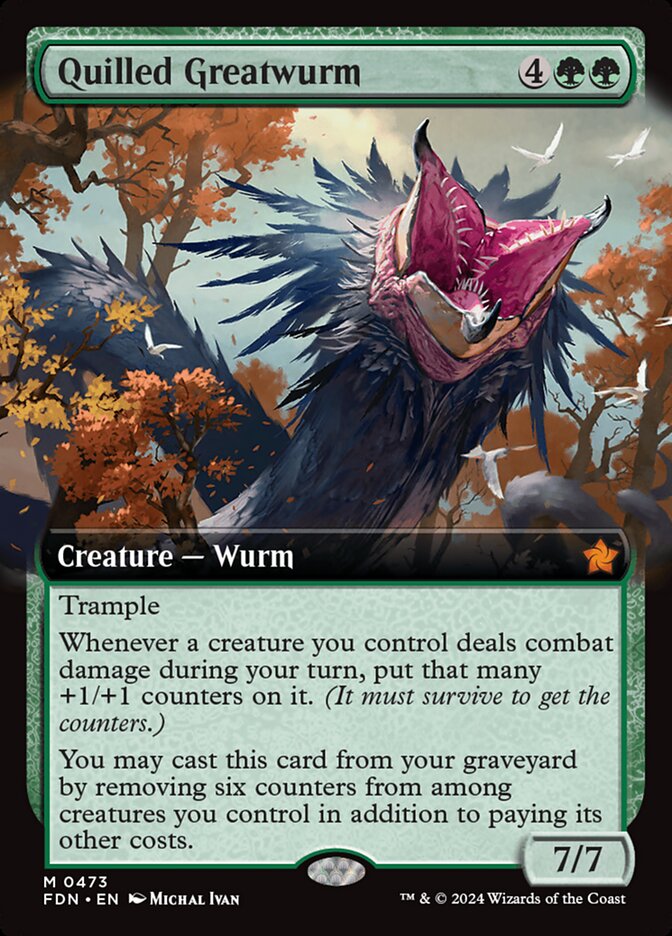 Quilled Greatwurm 4
Creature — Wurm
Trample
Whenever a creature you control deals combat
damage during your turn, put that many
+1/+1 counters on it. (It must survive to get the
counters.)
You may cast this card from your graveyard
by removing six counters from among
creatures you control in addition to paying its
other costs.
7/7
M 0473
FDN • EN MICHAL IVAN
™ & © 2024 Wizards of the Coast